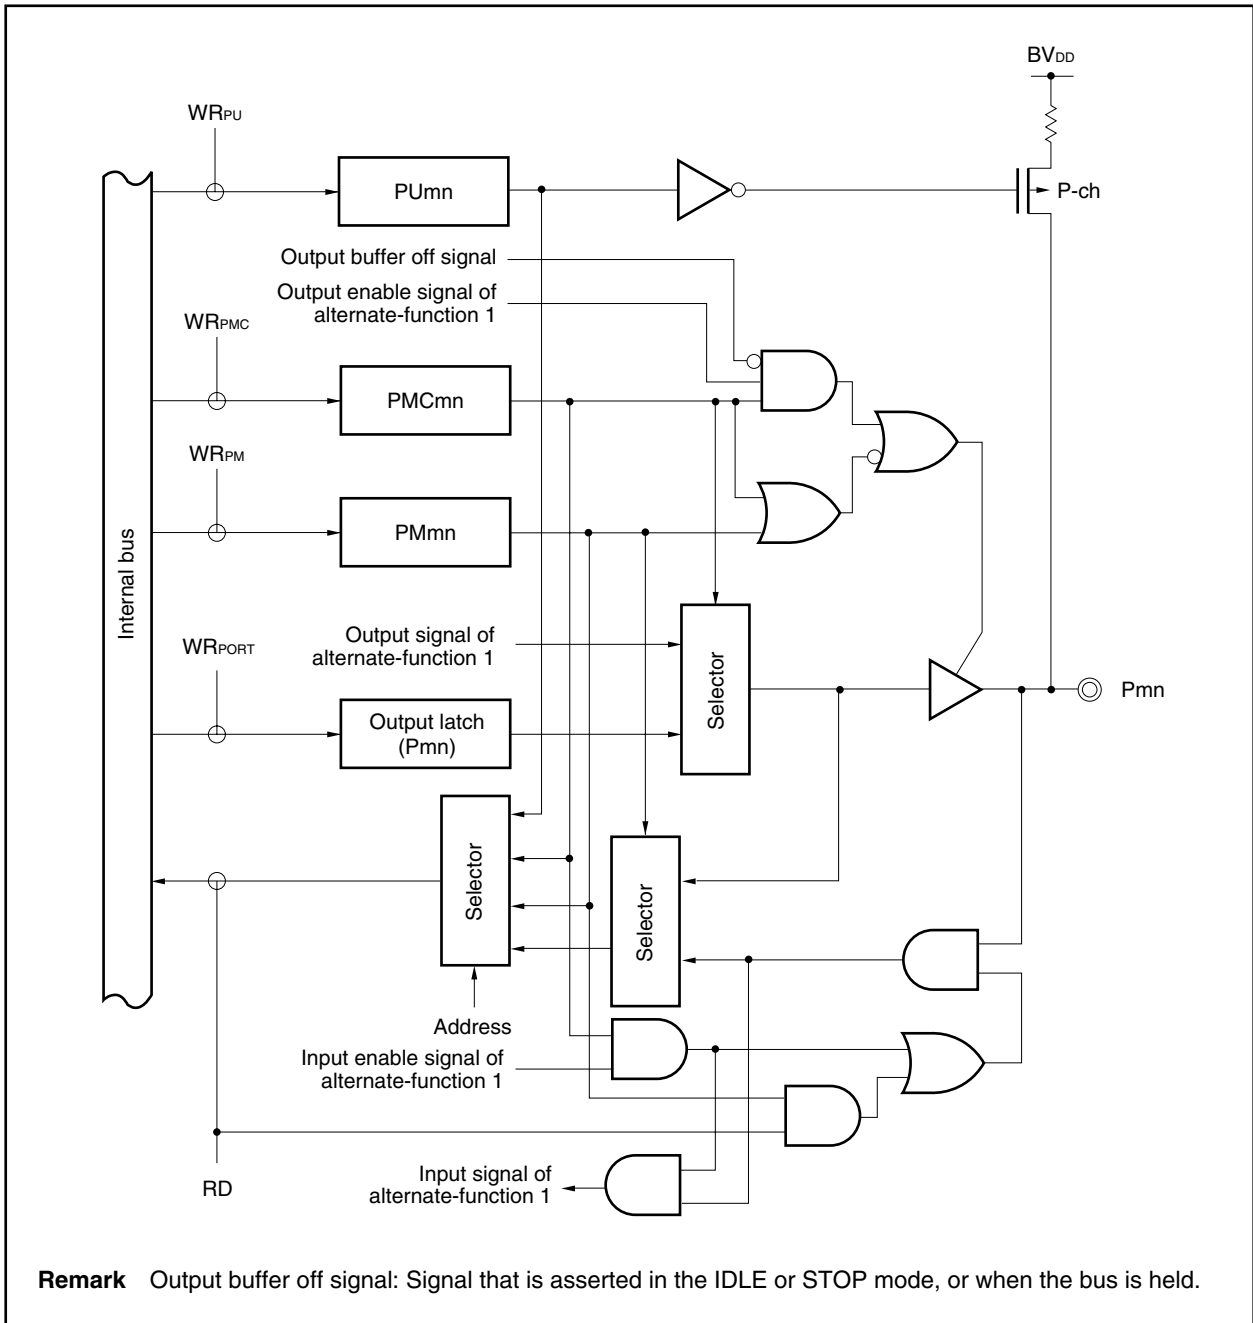 BVDD
WRPU
PUmn
P-ch
Output buffer off signal
Output enable signal of
alternate-function 1
WRPMC
PMCmn
WRPM
PMmn
Internal bus
Output signal of
alternate-function 1
WRPORT
Selector
Pmn
Output latch
(Pmn)
Selector
Selector
Address
Input enable signal of
alternate-function 1
RD
Input signal of
alternate-function 1
Remark Output buffer off signal: Signal that is asserted in the IDLE or STOP mode, or when the bus is held.